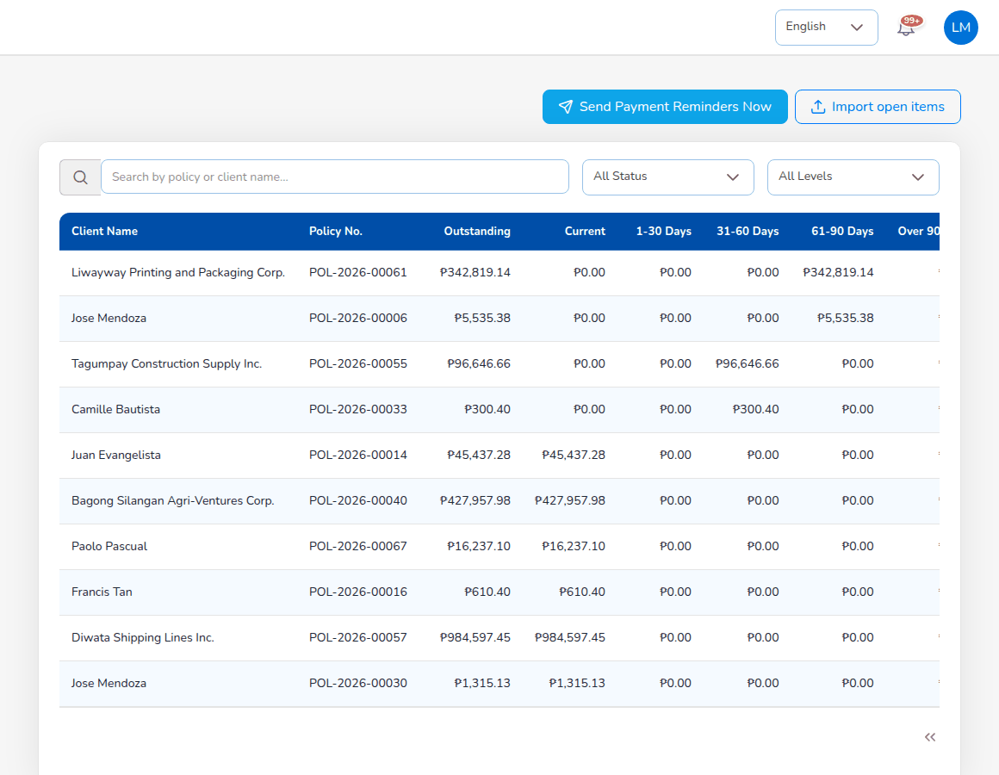 English
99+
LM
Send Payment Reminders Now
Import open items
Search by policy or client name...
All Status
All Levels
Client Name Policy No. Outstanding Current 1-30 Days 31-60 Days 61-90 Days Over 90
Liwayway Printing and Packaging Corp. POL-2026-00061 ₱342,819.14 ₱0.00 ₱0.00 ₱0.00 ₱342,819.14
Jose Mendoza POL-2026-00006 ₱5,535.38 ₱0.00 ₱0.00 ₱0.00 ₱5,535.38
Tagumpay Construction Supply Inc. POL-2026-00055 ₱96,646.66 ₱0.00 ₱0.00 ₱96,646.66 ₱0.00
Camille Bautista POL-2026-00033 ₱300.40 ₱0.00 ₱0.00 ₱300.40 ₱0.00
Juan Evangelista POL-2026-00014 ₱45,437.28 ₱45,437.28 ₱0.00 ₱0.00 ₱0.00
Bagong Silangan Agri-Ventures Corp. POL-2026-00040 ₱427,957.98 ₱427,957.98 ₱0.00 ₱0.00 ₱0.00
Paolo Pascual POL-2026-00067 ₱16,237.10 ₱16,237.10 ₱0.00 ₱0.00 ₱0.00
Francis Tan POL-2026-00016 ₱610.40 ₱610.40 ₱0.00 ₱0.00 ₱0.00
Diwata Shipping Lines Inc. POL-2026-00057 ₱984,597.45 ₱984,597.45 ₱0.00 ₱0.00 ₱0.00
Jose Mendoza POL-2026-00030 ₱1,315.13 ₱1,315.13 ₱0.00 ₱0.00 ₱0.00